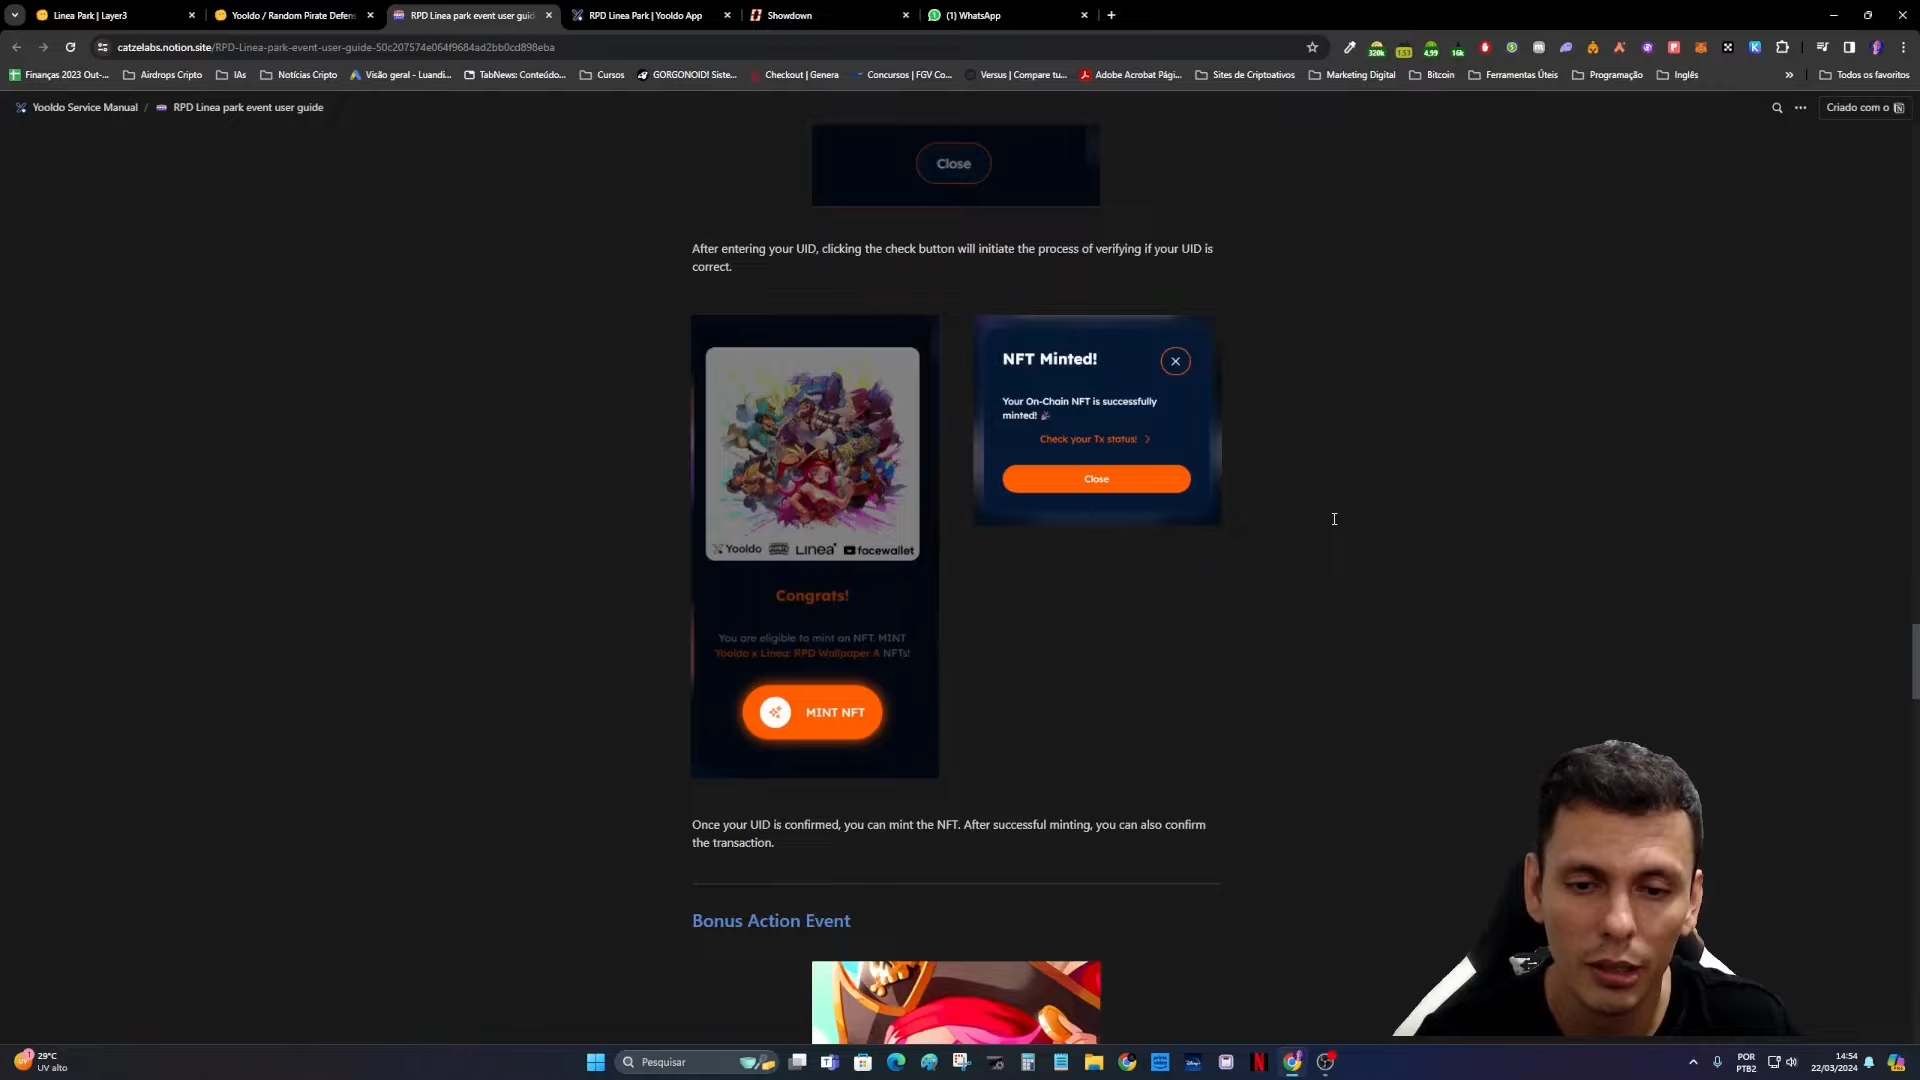 Linea Park | Layer3
Yooldo / Random Pirate Defens
RPD Linea park event user guid
RPD Linea Park | Yooldo App
Showdown
(1) WhatsApp
catzelabs.notion.site/RPD-Linea-park-event-user-guide-50c207574e064f9684ad2bb0cd898eba
320k
1.53
4.99
16k
Finanças 2023 Out-...
Airdrops Cripto
IAs
Notícias Cripto
Visão geral - Luandi...
TabNews: Conteúdo...
Cursos
GORGONOID! Siste...
Checkout | Genera
Concursos | FGV Co...
Versus | Compare tu...
Adobe Acrobat Pági...
Sites de Criptoativos
Marketing Digital
Bitcoin
Ferramentas Úteis
Programação
Inglês
Todos os favoritos
Yooldo Service Manual / RPD Linea park event user guide
Criado com o
Close
After entering your UID, clicking the check button will initiate the process of verifying if your UID is
correct.
NFT Minted!
Your On-Chain NFT is successfully
minted!
Check your Tx status!
Close
Yooldo
Linea
facewallet
Congrats!
You are eligible to mint an NFT. MINT
Yooldo x Linea: RPD Wallpaper A NFTs!
MINT NFT
Once your UID is confirmed, you can mint the NFT. After successful minting, you can also confirm
the transaction.
Bonus Action Event
29°C
UV alto
Pesquisar
POR
PTB2
14:54
22/03/2024